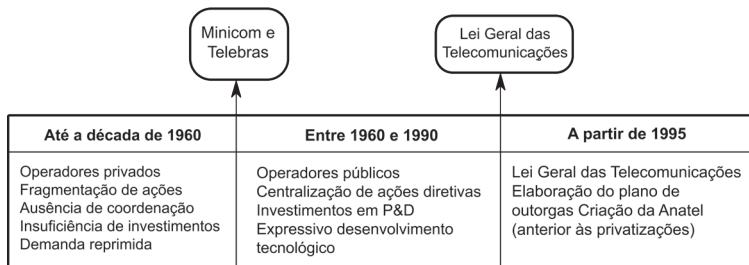 Minicom e
Telebras
Lei Geral das
Telecomunicações
Até a década de 1960
Entre 1960 e 1990
A partir de 1995
Operadores privados
Fragmentação de ações
Ausência de coordenação
Insuficiência de investimentos
Demanda reprimida
Operadores públicos
Centralização de ações diretivas
Investimentos em P&D
Expressivo desenvolvimento
tecnológico
Lei Geral das Telecomunicações
Elaboração do plano de
outorgas Criação da Anatel
(anterior às privatizações)